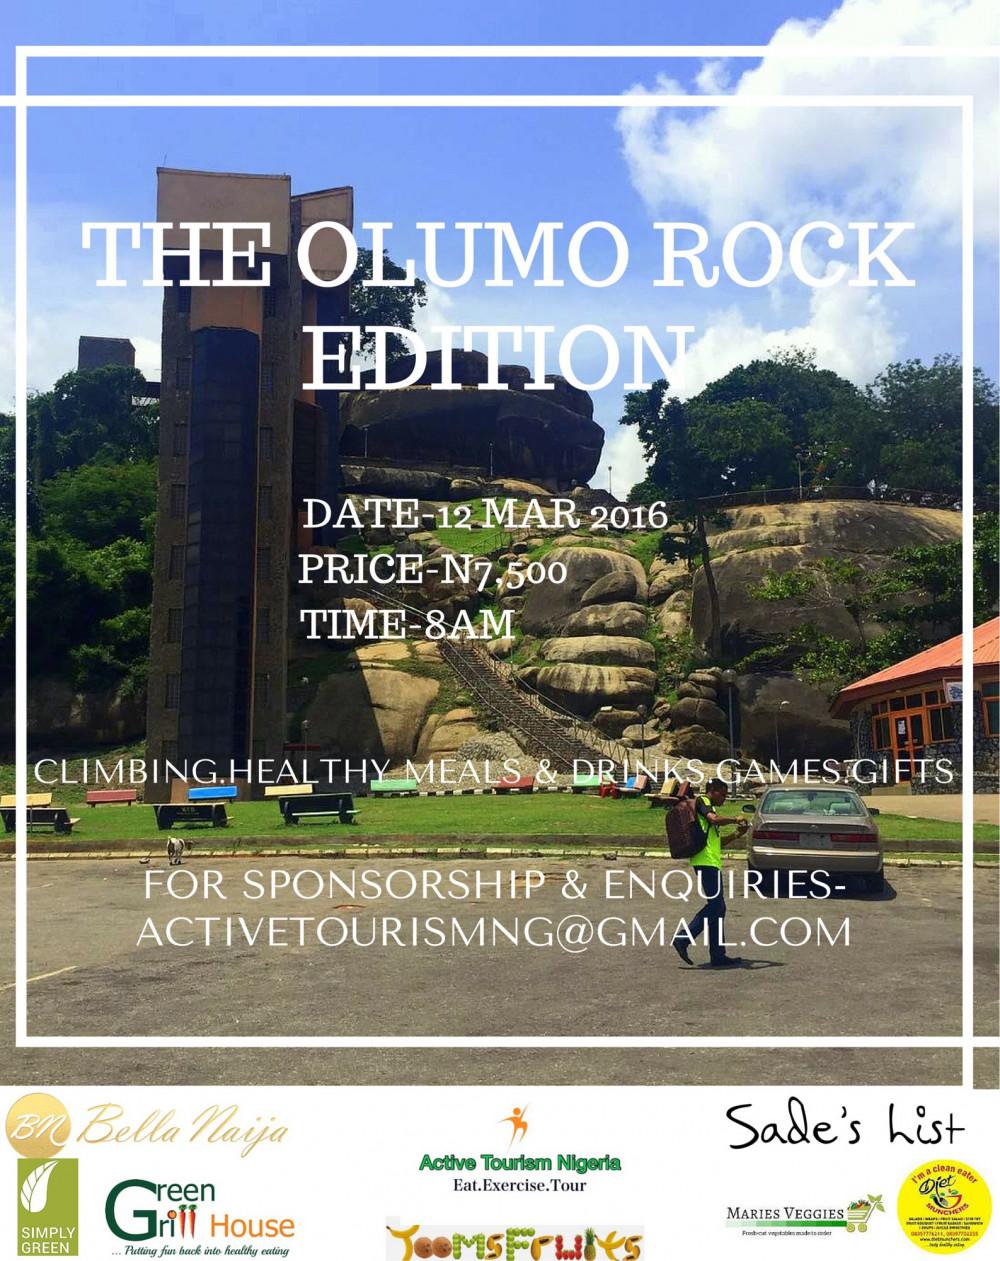 THE OLUMO ROCK
EDITION
DATE-12 MAR 2016
PRICE-N7,500
TIME-8AM
CLIMBING,HEALTHY MEALS & DRINKS,GAMES,GIFTS
FOR SPONSORSHIP & ENQUIRIES-
ACTIVETOURISMNG@GMAIL.COM
BN Bella Naija
SIMPLY
GREEN
Green
Grill House
... Putting fun back into healthy eating
Active Tourism Nigeria
Eat.Exercise.Tour
YoomsFruits
Sade's List
MARIES VEGGIES
Fresh-cut vegetables made to order
I'm a clean eater
Diet
MUNCHERS